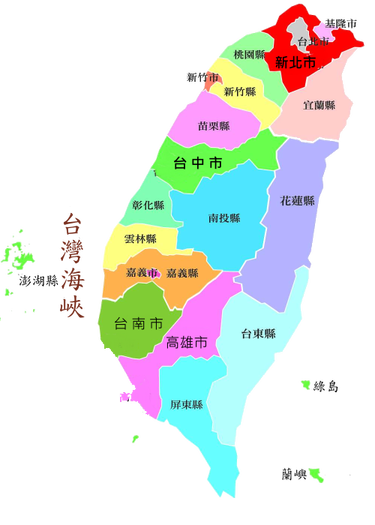 基隆市
台北市
桃園縣
新北市
新竹市
新竹縣
宜蘭縣
苗栗縣
台中市
彰化縣
南投縣
花蓮縣
台灣海峽
雲林縣
澎湖縣
嘉義市
嘉義縣
台南市
高雄市
台東縣
綠島
高
屏東縣
蘭嶼